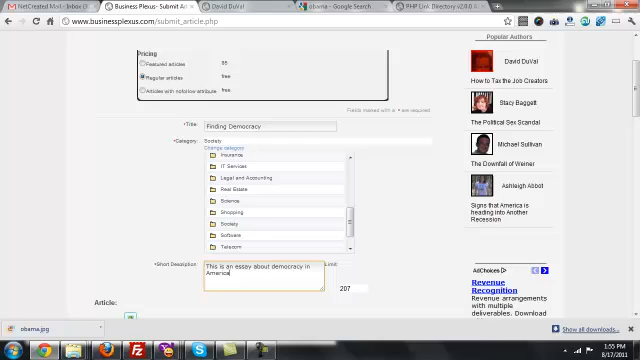 NetCreated Mail - Inbox (
Business Plexus- Submit Ar
David DuVal
obama - Google Search
PHP Link Directory v2.0.0
www.businessplexus.com/submit_article.php
Pricing
Featured articles $5
Regular articles free
Articles with nofollow attribute free
Fields marked with a * are required.
*Title: Finding Democracy
*Category: Society
Change category
Insurance
IT Services
Legal and Accounting
Real Estate
Science
Shopping
Society
Software
Telecom
*Short Description: This is an essay about democracy in
America
Limit:
207
Article:
Popular Authors
David DuVal
How to Tax the Job Creators
Stacy Baggett
The Political Sex Scandal
Michael Sullivan
The Downfall of Weiner
Ashleigh Abbot
Signs that America is
heading into Another
Recession
AdChoices
Revenue
Recognition
Revenue arrangements
with multiple
deliverables. Download
obama.jpg
Show all downloads...
1:55 PM
8/17/2011